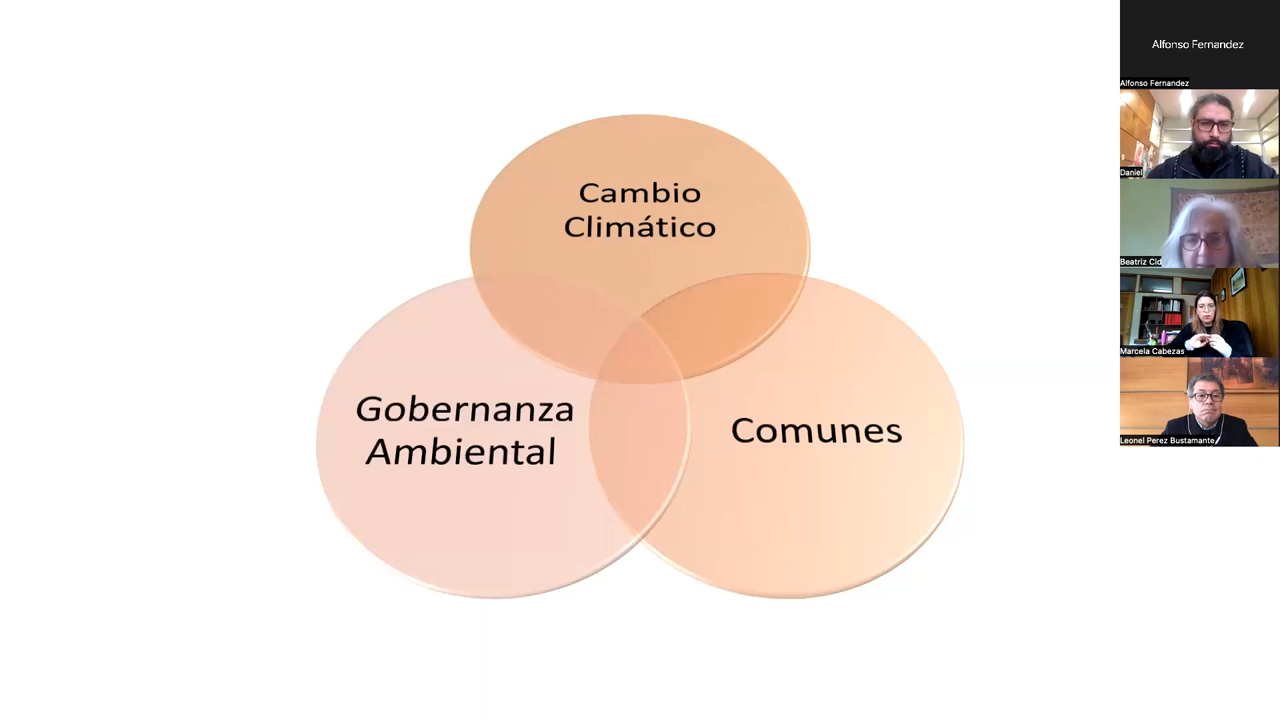 Cambio
Climático
Gobernanza
Ambiental
Comunes
Alfonso Fernandez
Alfonso Fernandez
Daniel
Beatriz Cid
Marcela Cabezas
Leonel Perez Bustamante